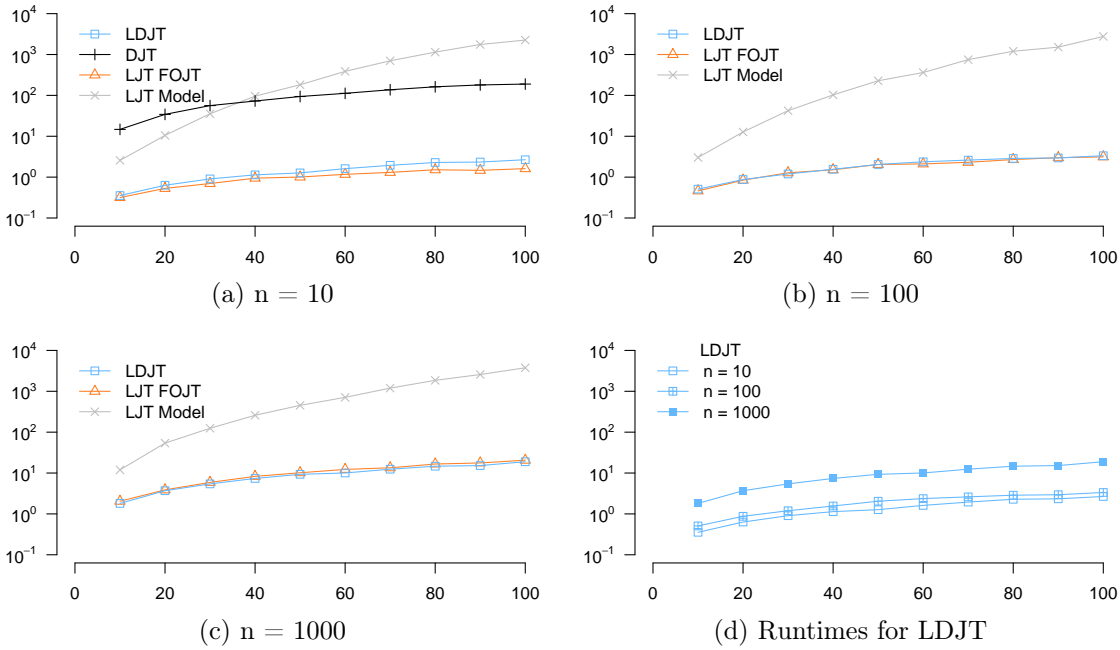 10^4
10^3
10^2
10^1
10^0
10^-1
LDJT
DJT
LJT FOJT
LJT Model
0 20 40 60 80 100
(a) n = 10
10^4
10^3
10^2
10^1
10^0
10^-1
LDJT
LJT FOJT
LJT Model
0 20 40 60 80 100
(b) n = 100
10^4
10^3
10^2
10^1
10^0
10^-1
LDJT
LJT FOJT
LJT Model
0 20 40 60 80 100
(c) n = 1000
10^4
10^3
10^2
10^1
10^0
10^-1
LDJT
n = 10
n = 100
n = 1000
0 20 40 60 80 100
(d) Runtimes for LDJT